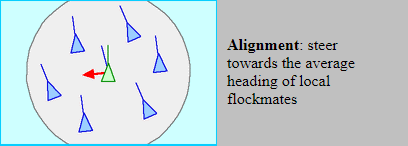 Alignment: steer
towards the average
heading of local
flockmates